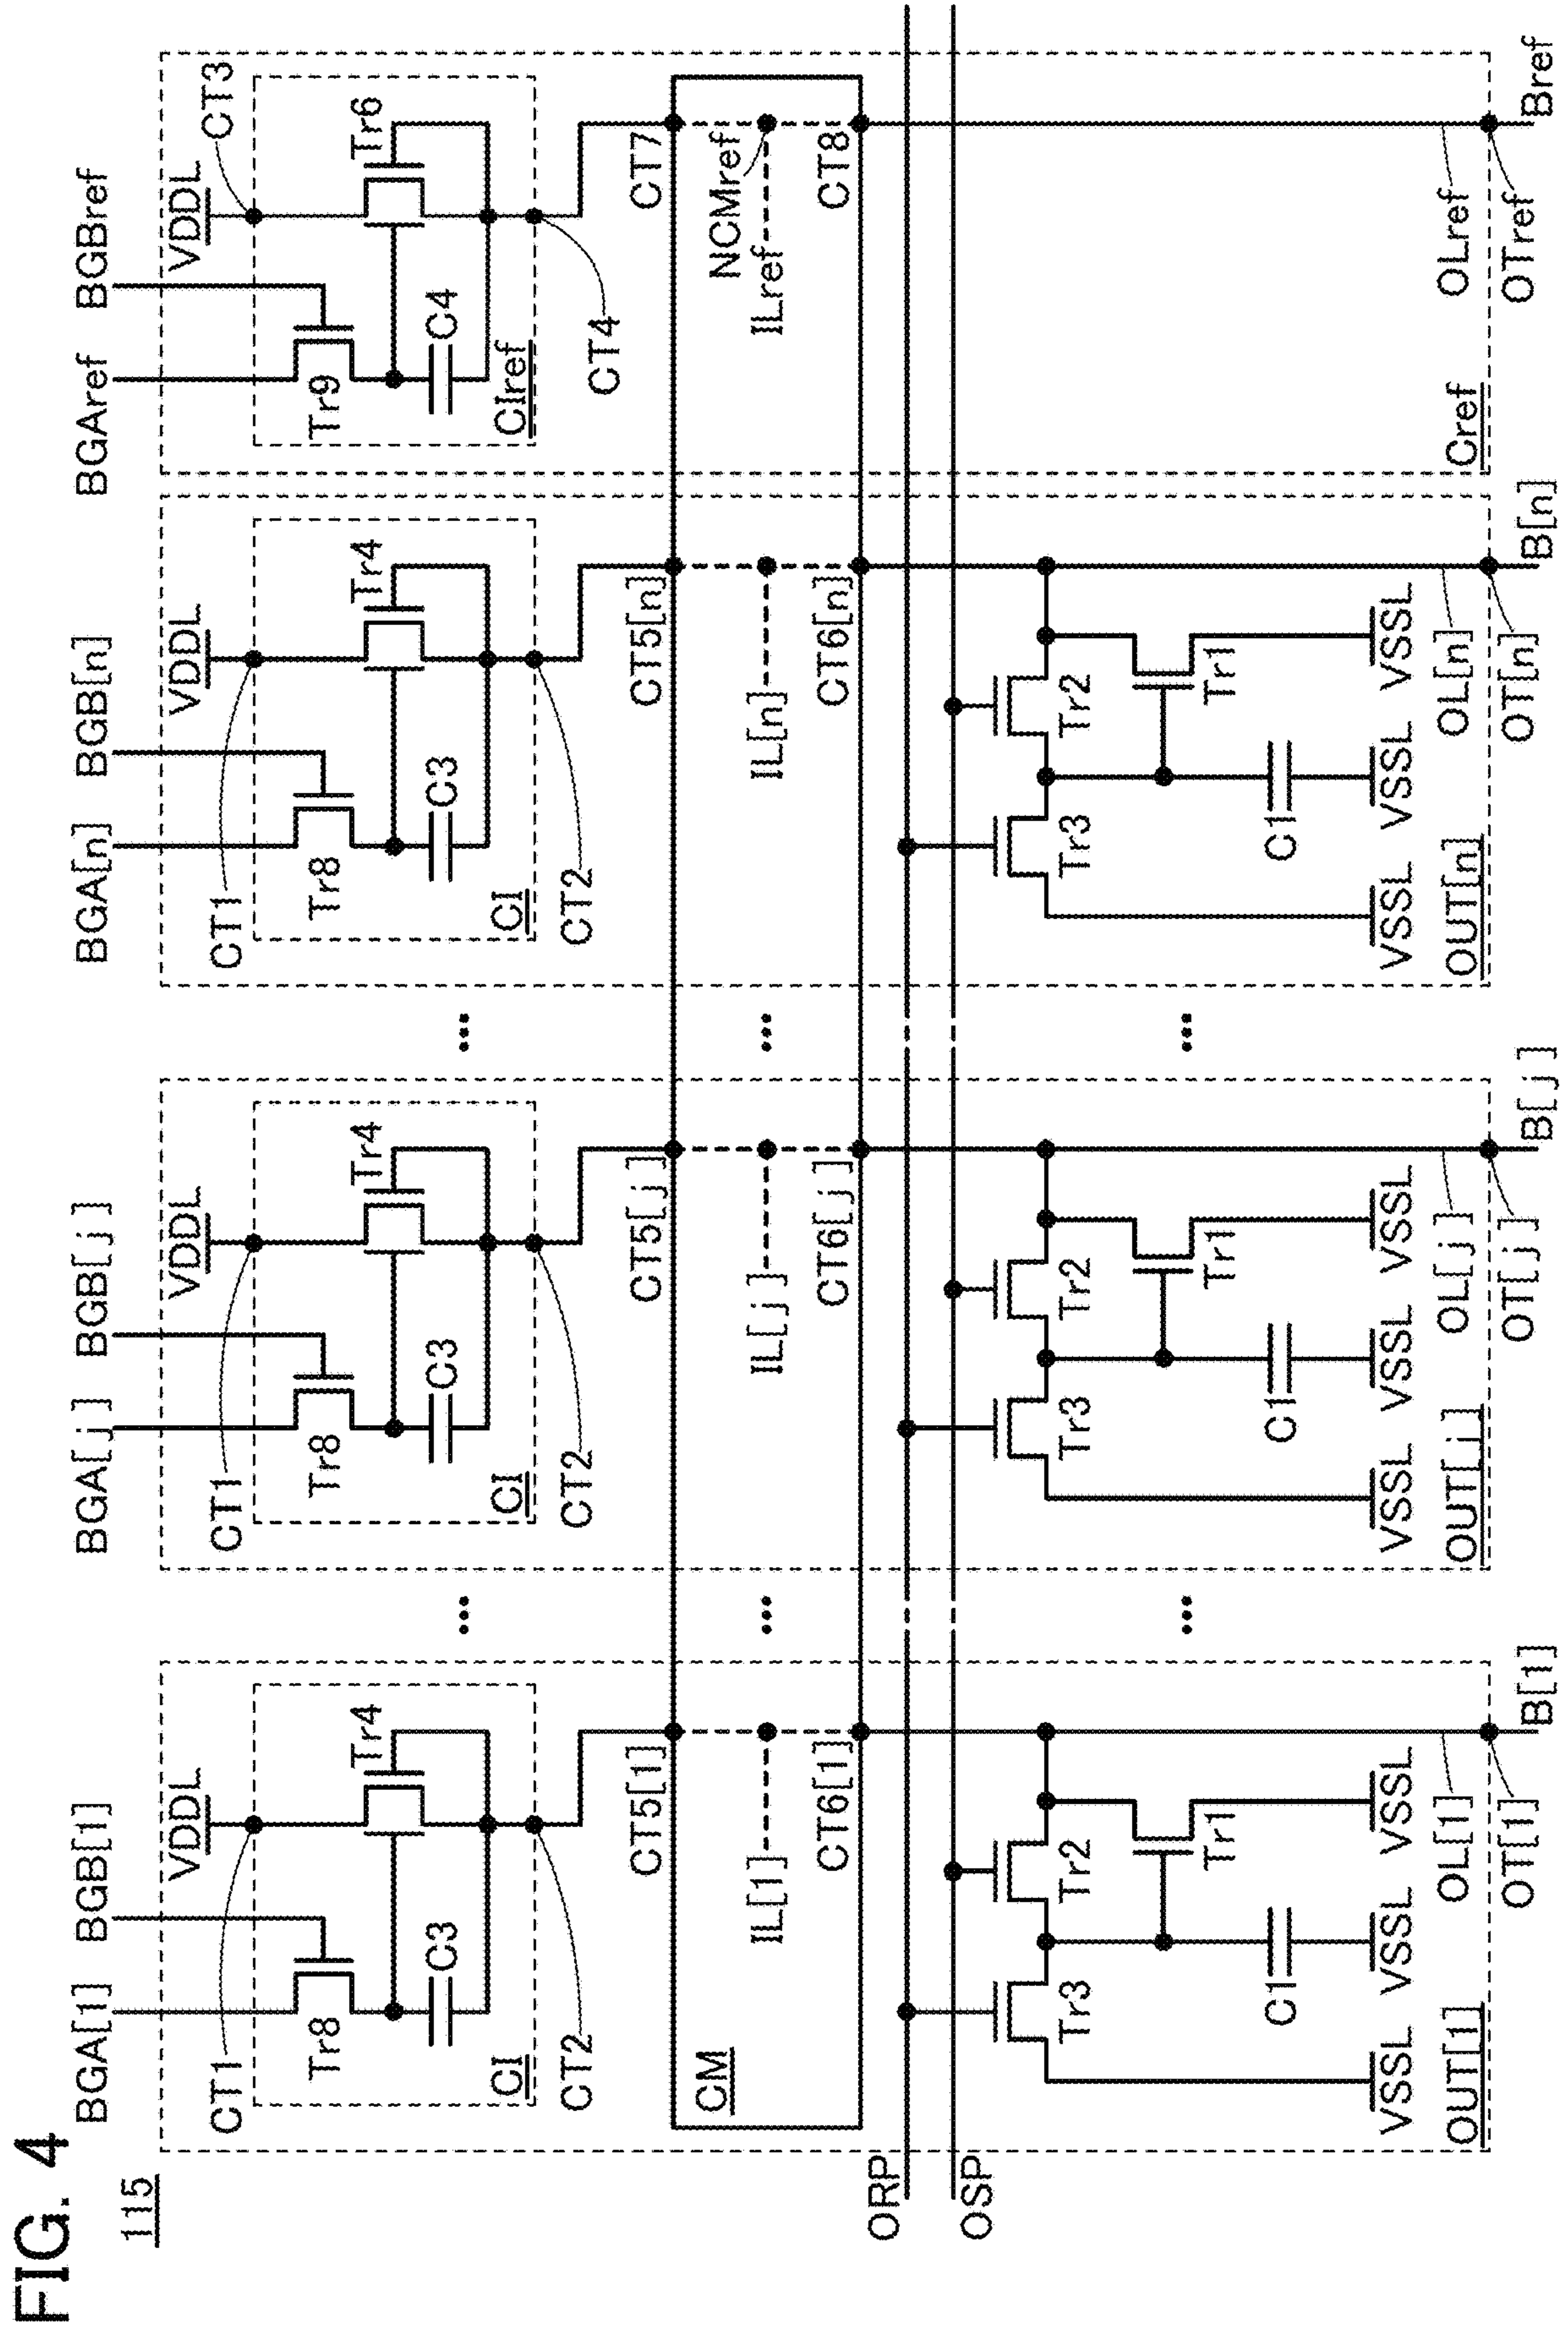 FIG. 4
115
BGA[1]
BGB[1]
VDDL
CT1
Tr8
Tr4
C3
CI
CT2
CT5[1]
CM
IL[1]
CT6[1]
ORP
OSP
Tr3
Tr2
Tr1
C1
VSSL
VSSL
VSSL
OUT[1]
OL[1]
OT[1]
B[1]
BGA[j]
BGB[j]
VDDL
CT1
Tr8
Tr4
C3
CI
CT2
CT5[j]
IL[j]
CT6[j]
Tr3
Tr2
Tr1
C1
VSSL
VSSL
VSSL
OUT[j]
OL[j]
OT[j]
B[j]
BGA[n]
BGB[n]
VDDL
CT1
Tr8
Tr4
C3
CI
CT2
CT5[n]
IL[n]
CT6[n]
Tr3
Tr2
Tr1
C1
VSSL
VSSL
VSSL
OUT[n]
OL[n]
OT[n]
B[n]
BGAref
BGBref
VDDL
CT3
Tr9
Tr6
C4
CIref
CT4
CT7
NCMref
ILref
CT8
Cref
OLref
OTref
Bref